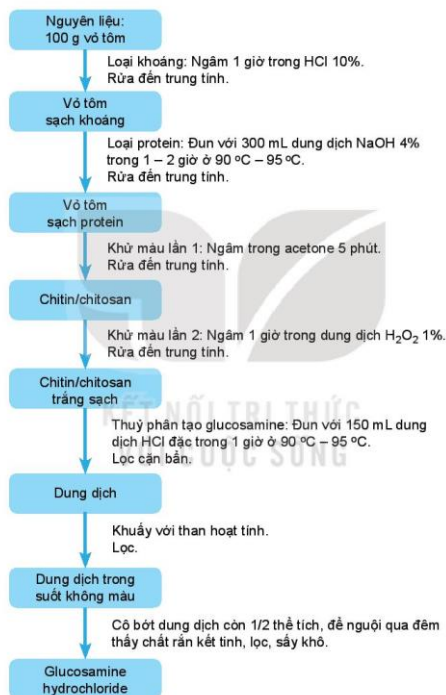 Nguyên liệu:
100 g vỏ tôm
Loại khoáng: Ngâm 1 giờ trong HCl 10%.
Rửa đến trung tính.
Vỏ tôm
sạch khoáng
Loại protein: Đun với 300 mL dung dịch NaOH 4%
trong 1 – 2 giờ ở 90 °C – 95 °C.
Rửa đến trung tính.
Vỏ tôm
sạch protein
Khử màu lần 1: Ngâm trong acetone 5 phút.
Rửa đến trung tính.
Chitin/chitosan
Khử màu lần 2: Ngâm 1 giờ trong dung dịch H₂O₂ 1%.
Rửa đến trung tính.
Chitin/chitosan
trắng sạch
KẾT NỐI TRI THỨC
VỚI CUỘC SỐNG
Thuỷ phân tạo glucosamine: Đun với 150 mL dung
dịch HCl đặc trong 1 giờ ở 90 °C – 95 °C.
Lọc cặn bẩn.
Dung dịch
Khuấy với than hoạt tính.
Lọc.
Dung dịch trong
suốt không màu
Cô bớt dung dịch còn 1/2 thể tích, để nguội qua đêm
thấy chất rắn kết tinh, lọc, sấy khô.
Glucosamine
hydrochloride